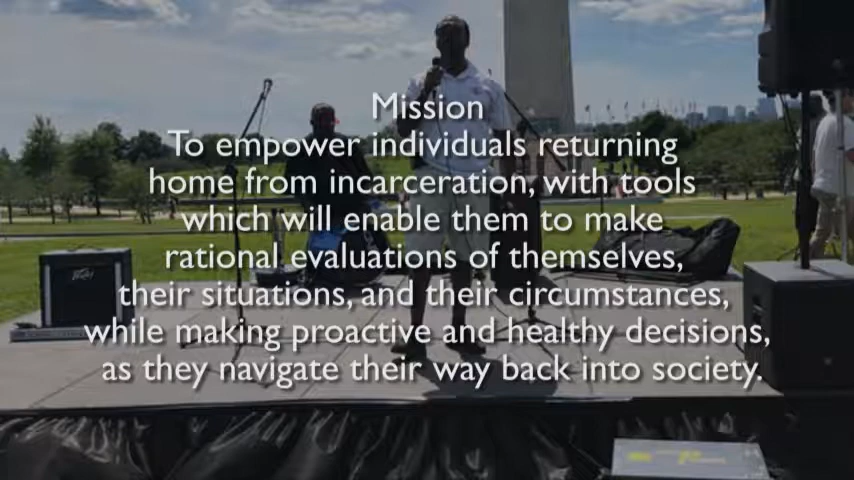 Mission
To empower individuals returning
home from incarceration, with tools
which will enable them to make
rational evaluations of themselves,
their situations, and their circumstances,
while making proactive and healthy decisions,
as they navigate their way back into society.
PEAVEY